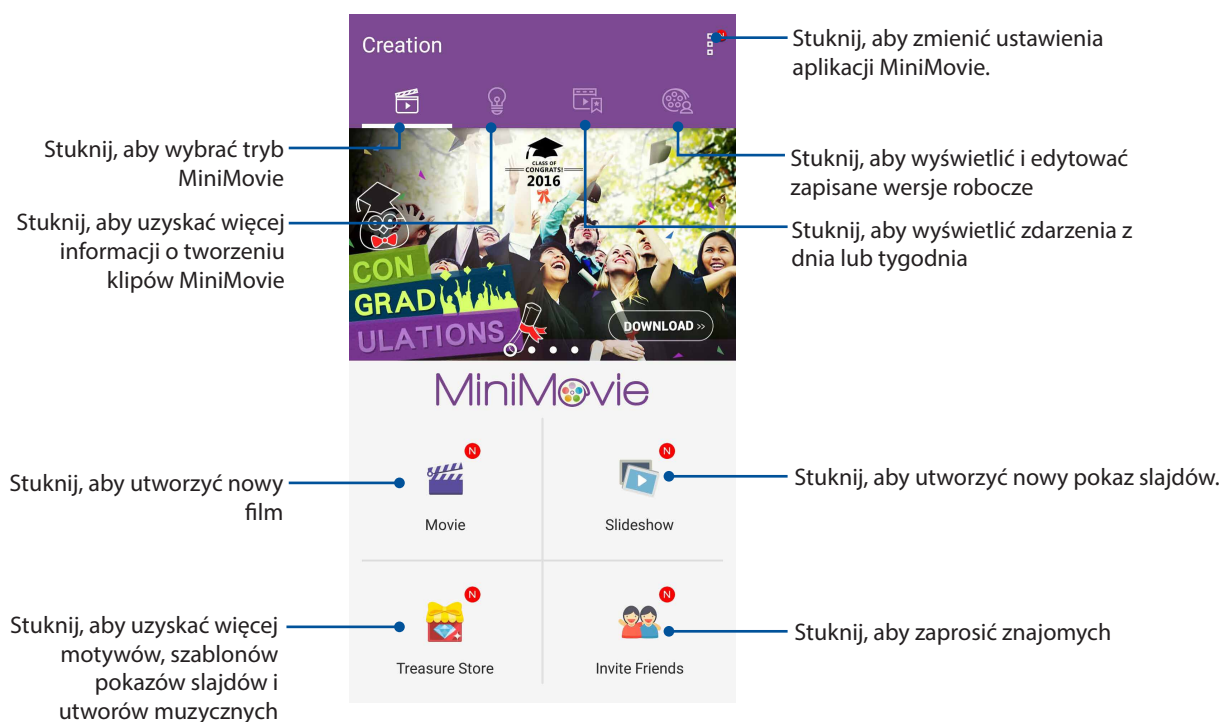 Creation
Stuknij, aby zmienić ustawienia
aplikacji MiniMovie.
Stuknij, aby wybrać tryb
MiniMovie
Stuknij, aby uzyskać więcej
informacji o tworzeniu
klipów MiniMovie
Stuknij, aby wyświetlić i edytować
zapisane wersje robocze
Stuknij, aby wyświetlić zdarzenia z
dnia lub tygodnia
CLASS OF
CONGRATS!
2016
CON
GRAD
ULATIONS
DOWNLOAD >>
MiniMovie
Stuknij, aby utworzyć nowy
film
N
Movie
N
Slideshow
Stuknij, aby utworzyć nowy pokaz slajdów.
Stuknij, aby uzyskać więcej
motywów, szablonów
pokazów slajdów i
utworów muzycznych
N
Treasure Store
N
Invite Friends
Stuknij, aby zaprosić znajomych